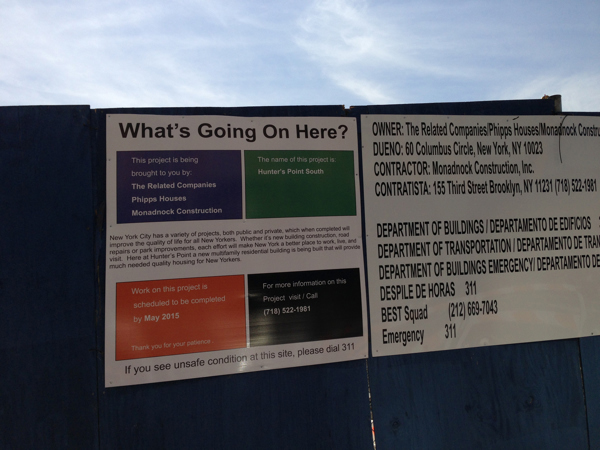 What's Going On Here?
This project is being
brought to you by:
The Related Companies
Phipps Houses
Monadnock Construction
The name of this project is:
Hunter's Point South
New York City has a variety of projects, both public and private, which when completed will
improve the quality of life for all New Yorkers. Whether it's new building construction, road
repairs or park improvements, each effort will make New York a better place to work, live, and
visit. Here at Hunter's Point a new multifamily residential building is being built that will provide
much needed quality housing for New Yorkers.
Work on this project is
scheduled to be completed
by May 2015
Thank you for your patience
For more information on this
Project visit / Call
(718) 522-1981
If you see unsafe condition at this site, please dial 311
OWNER: The Related Companies/Phipps Houses/Monadnock Constru
DUENO: 60 Columbus Circle, New York, NY 10023
CONTRACTOR: Monadnock Construction, Inc.
CONTRATISTA: 155 Third Street Brooklyn, NY 11231 (718) 522-1981
DEPARTMENT OF BUILDINGS / DEPARTAMENTO DE EDIFICIOS
DEPARTMENT OF TRANSPORTATION / DEPARTAMENTO DE TRAN
DEPARTMENT OF BUILDINGS EMERGENCY/ DEPARTAMENTO DE
DESPILE DE HORAS 311
BEST Squad (212) 669-7043
Emergency 311